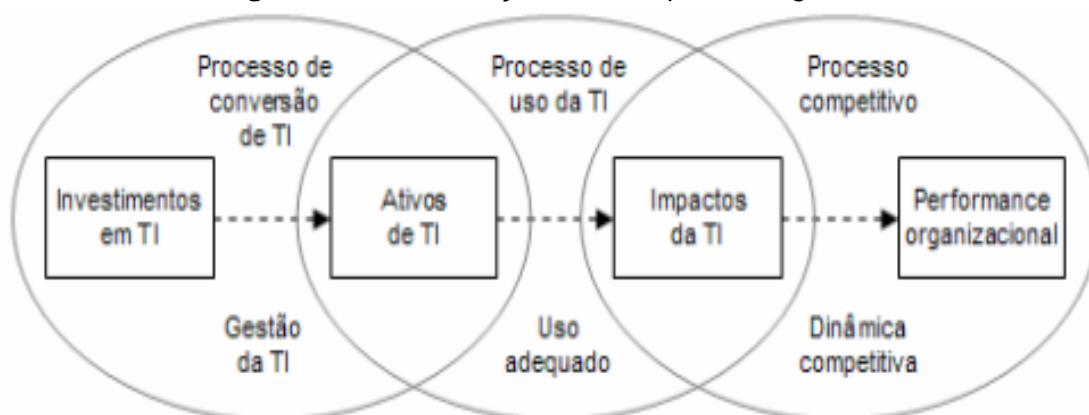 Processo de
conversão
de TI
Processo de
uso da TI
Processo
competitivo
Investimentos
em TI
Ativos
de TI
Impactos
da TI
Performance
organizacional
Gestão
da TI
Uso
adequado
Dinâmica
competitiva